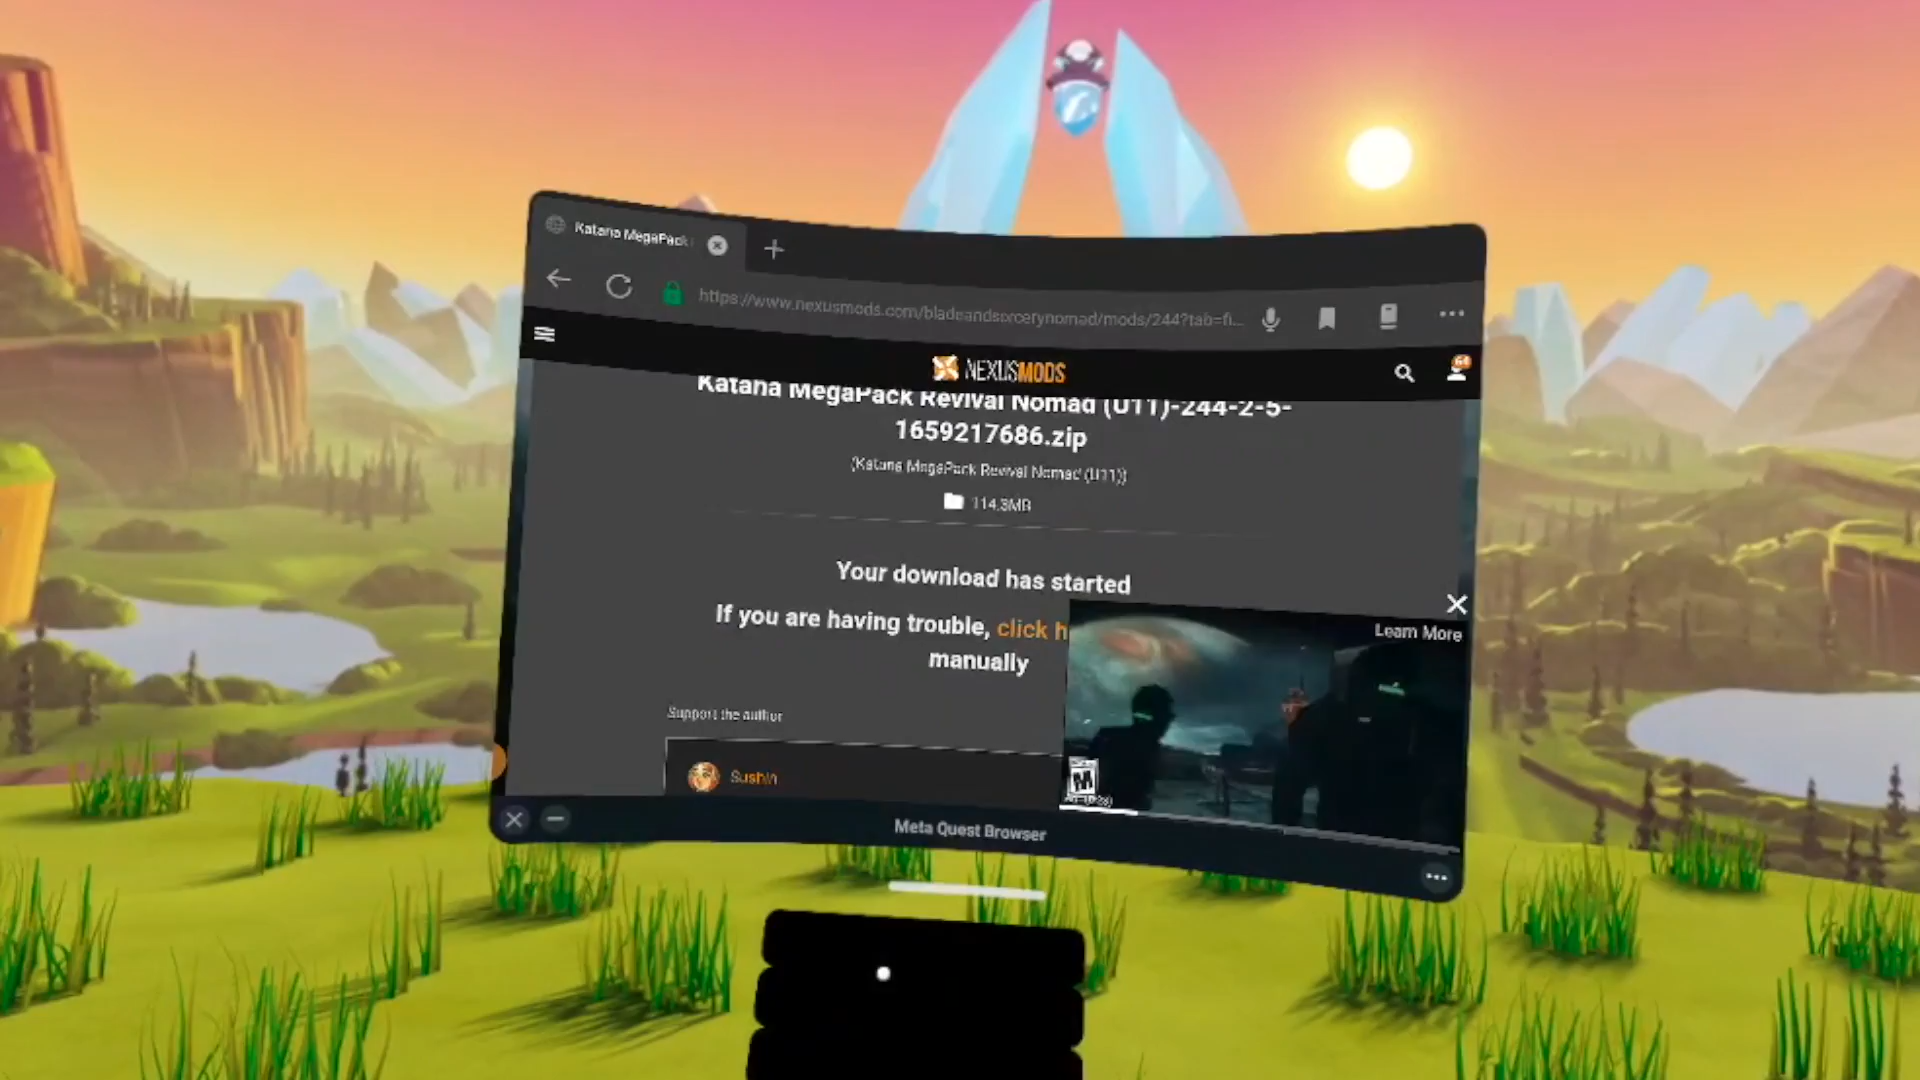 Katana MegaPack
https://www.nexusmods.com/bladeandsorcerynomad/mods/244?tab=fi...
NEXUSMODS
64
Katana MegaPack Revival Nomad (U11)-244-2-5-
1659217686.zip
(Katana MegaPack Revival Nomad (U11))
114.3MB
Your download has started
If you are having trouble, click h
manually
Learn More
Support the author
Sushin
M
Meta Quest Browser